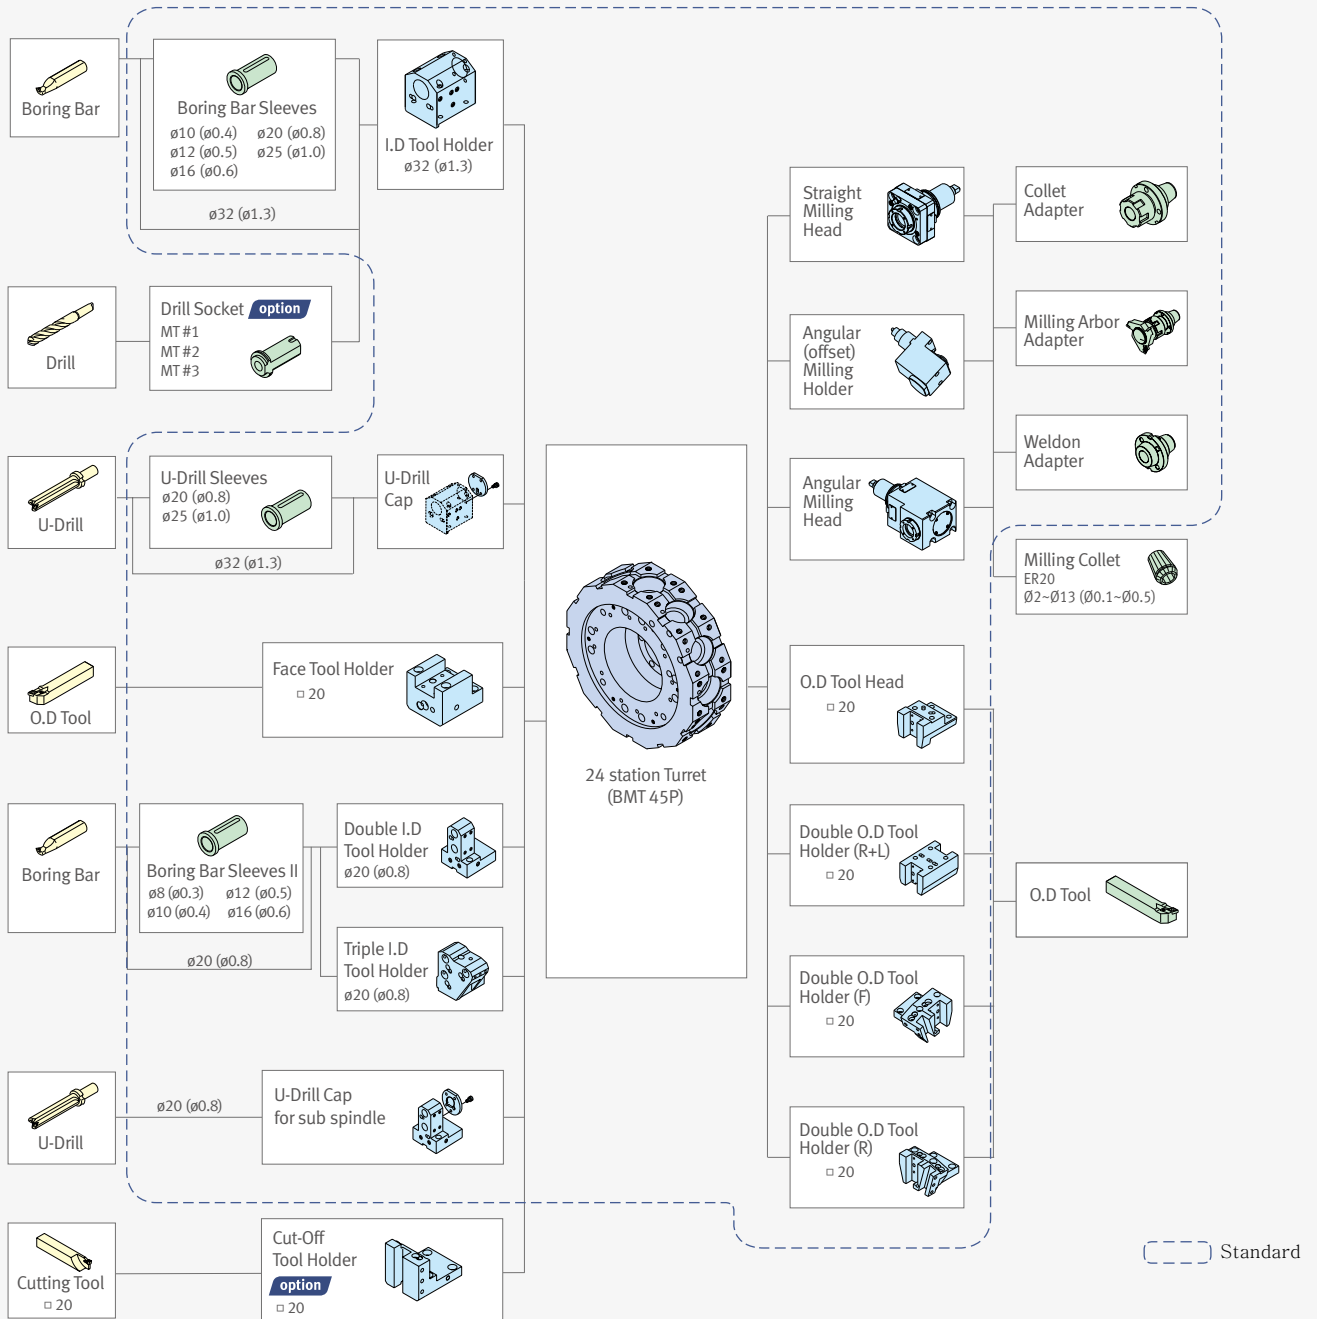 Boring Bar
Boring Bar Sleeves
ø10 (ø0.4) ø20 (ø0.8)
ø12 (ø0.5) ø25 (ø1.0)
ø16 (ø0.6)
ø32 (ø1.3)
I.D Tool Holder
ø32 (ø1.3)
Drill
Drill Socket option
MT #1
MT #2
MT #3
U-Drill
U-Drill Sleeves
ø20 (ø0.8)
ø25 (ø1.0)
ø32 (ø1.3)
U-Drill
Cap
O.D Tool
Face Tool Holder
□ 20
Boring Bar
Boring Bar Sleeves II
ø8 (ø0.3) ø12 (ø0.5)
ø10 (ø0.4) ø16 (ø0.6)
ø20 (ø0.8)
Double I.D
Tool Holder
ø20 (ø0.8)
Triple I.D
Tool Holder
ø20 (ø0.8)
U-Drill
ø20 (ø0.8)
U-Drill Cap
for sub spindle
Cutting Tool
□ 20
Cut-Off
Tool Holder
option
□ 20
24 station Turret
(BMT 45P)
Straight
Milling
Head
Angular
(offset)
Milling
Holder
Angular
Milling
Head
Collet
Adapter
Milling Arbor
Adapter
Weldon
Adapter
Milling Collet
ER20
Ø2~Ø13 (Ø0.1~Ø0.5)
O.D Tool Head
□ 20
Double O.D Tool
Holder (R+L)
□ 20
Double O.D Tool
Holder (F)
□ 20
Double O.D Tool
Holder (R)
□ 20
O.D Tool
Standard